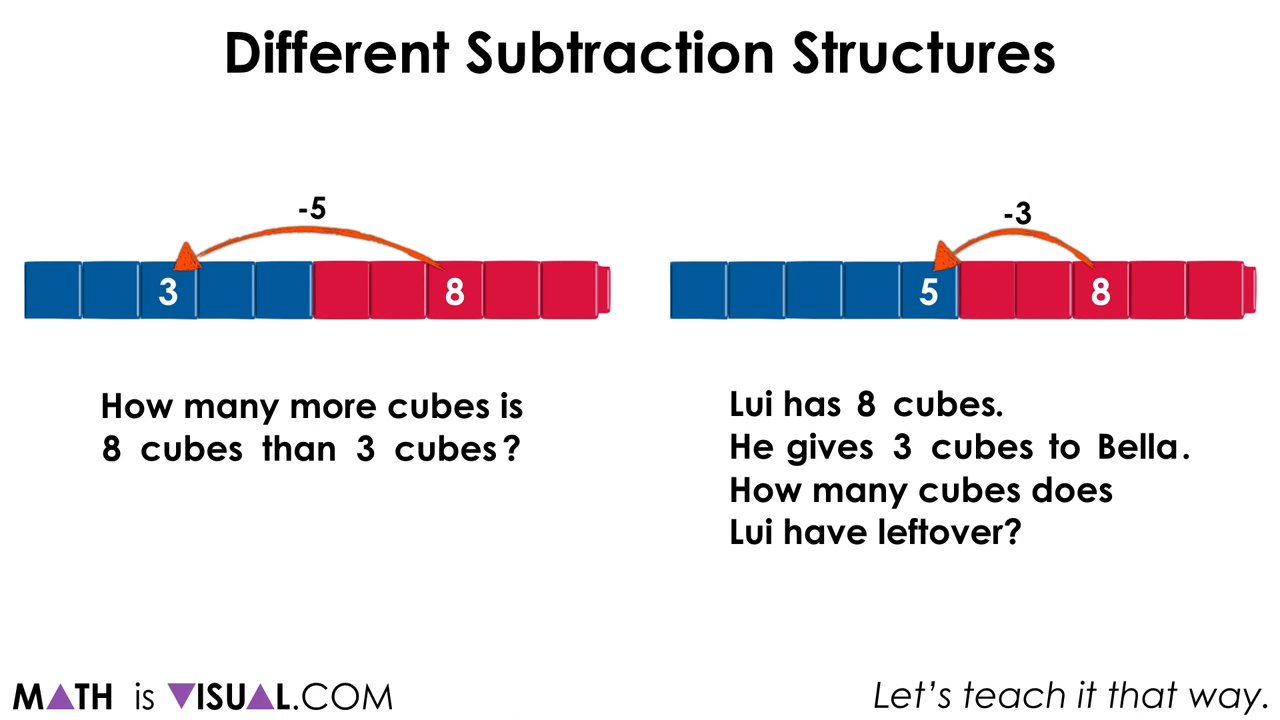 Different Subtraction Structures
-5
3 8
How many more cubes is
8 cubes than 3 cubes?
-3
5 8
Lui has 8 cubes.
He gives 3 cubes to Bella.
How many cubes does
Lui have leftover?
MATH is VISUAL.COM
Let's teach it that way.